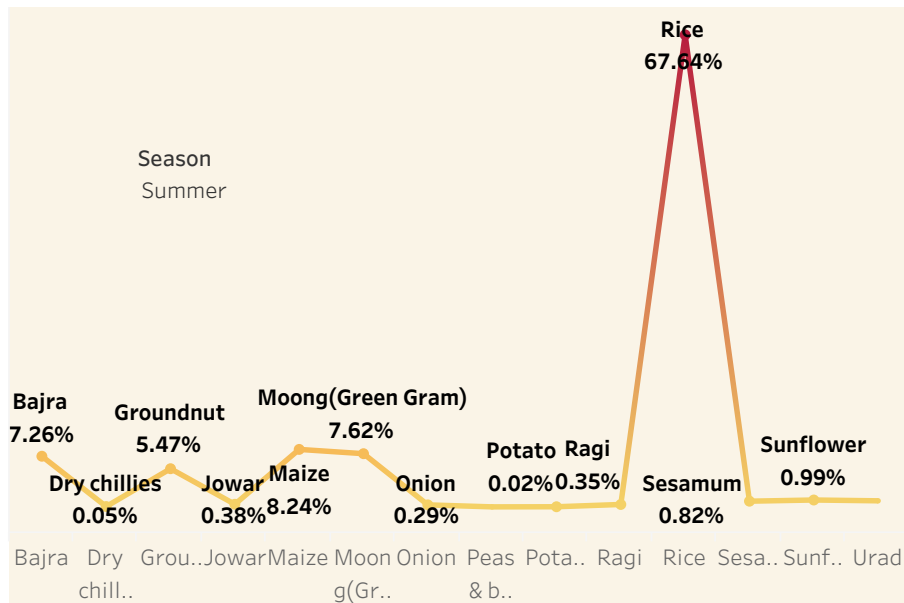 Rice
67.64%
Season
Summer
Bajra
7.26%
Dry chillies
0.05%
Groundnut
5.47%
Jowar
0.38%
Maize
8.24%
Moong(Green Gram)
7.62%
Onion
0.29%
Potato
0.02%
Ragi
0.35%
Sesamum
0.82%
Sunflower
0.99%
Bajra
Dry
chill..
Grou..
Jowar
Maize
Moon
g(Gr..
Onion
Peas
& b..
Pota..
Ragi
Rice
Sesa..
Sunf..
Urad